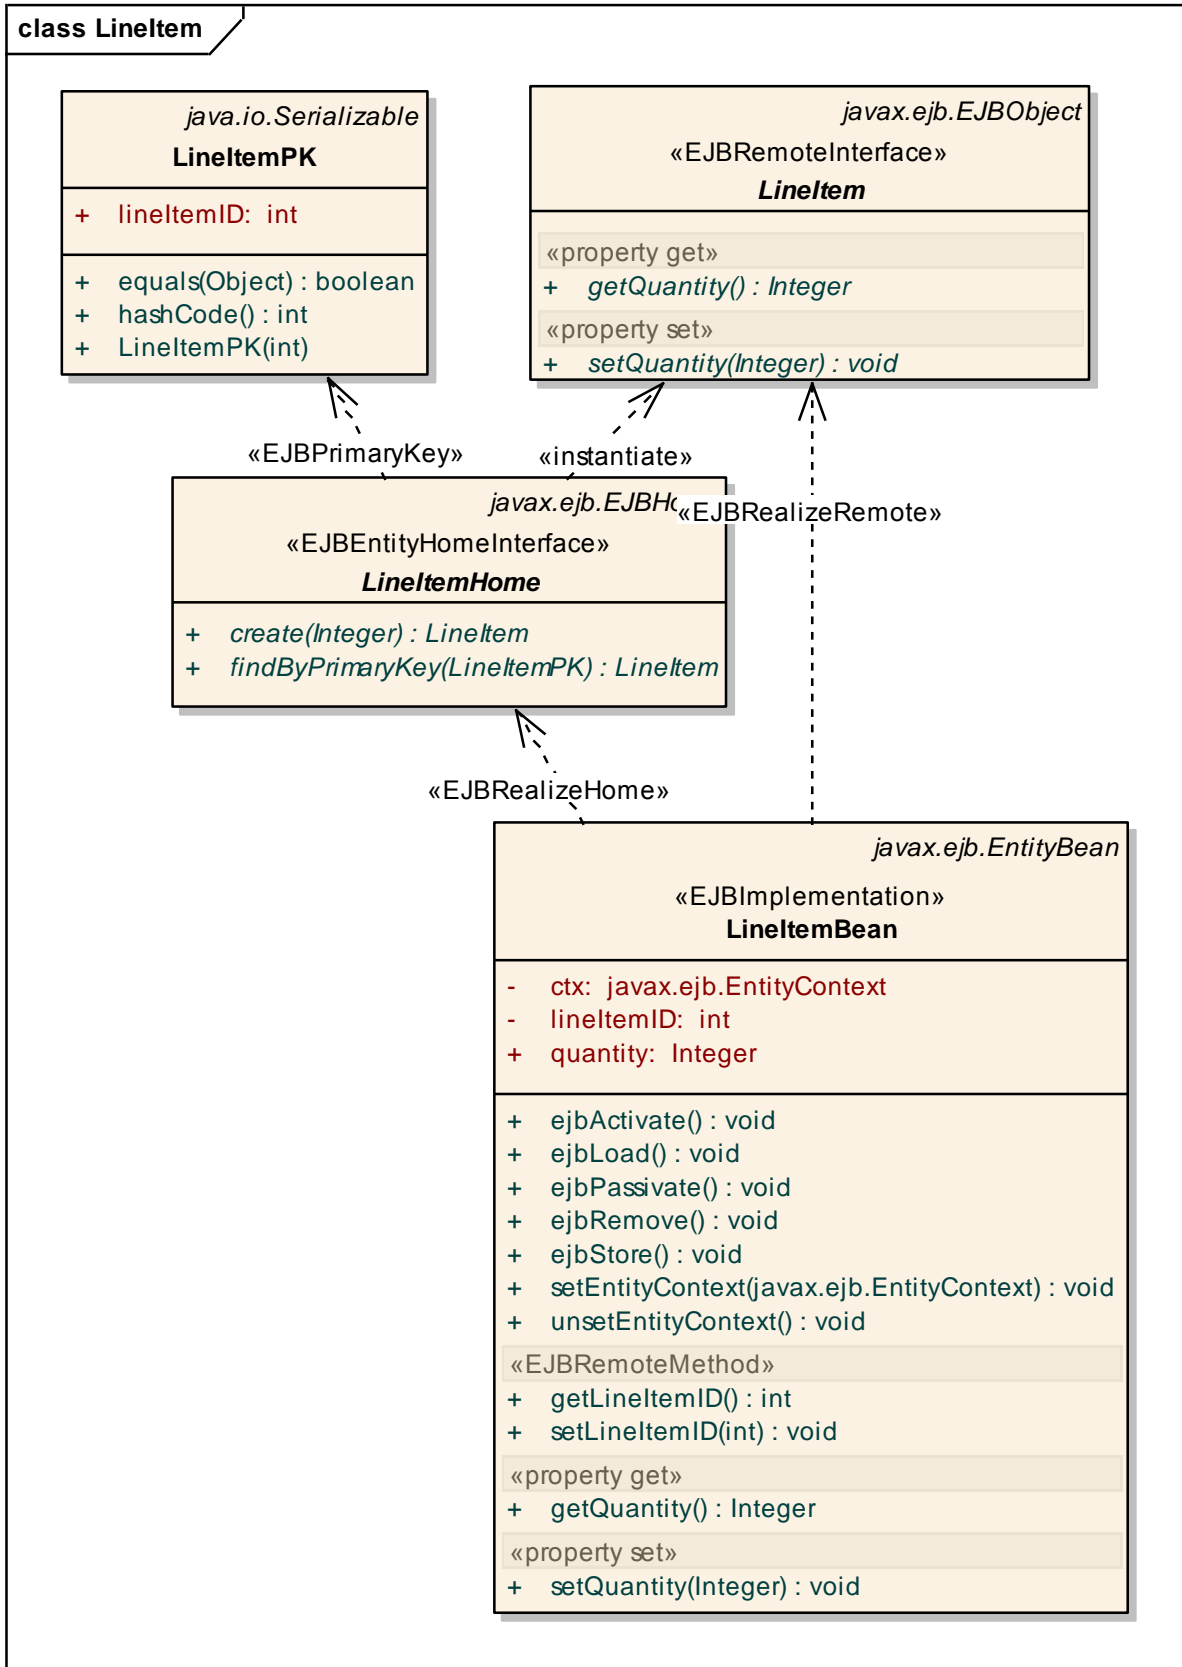 class LineItem
java.io.Serializable
LineItemPK
+ lineItemID: int
+ equals(Object) : boolean
+ hashCode() : int
+ LineItemPK(int)
javax.ejb.EJBObject
«EJBRemoteInterface»
LineItem
«property get»
+ getQuantity() : Integer
«property set»
+ setQuantity(Integer) : void
«EJBPrimaryKey»
«instantiate»
«EJBRealizeRemote»
javax.ejb.EJBHo
«EJBEntityHomeInterface»
LineItemHome
+ create(Integer) : LineItem
+ findByPrimaryKey(LineItemPK) : LineItem
«EJBRealizeHome»
javax.ejb.EntityBean
«EJBImplementation»
LineItemBean
- ctx: javax.ejb.EntityContext
- lineItemID: int
+ quantity: Integer
+ ejbActivate() : void
+ ejbLoad() : void
+ ejbPassivate() : void
+ ejbRemove() : void
+ ejbStore() : void
+ setEntityContext(javax.ejb.EntityContext) : void
+ unsetEntityContext() : void
«EJBRemoteMethod»
+ getLineItemID() : int
+ setLineItemID(int) : void
«property get»
+ getQuantity() : Integer
«property set»
+ setQuantity(Integer) : void